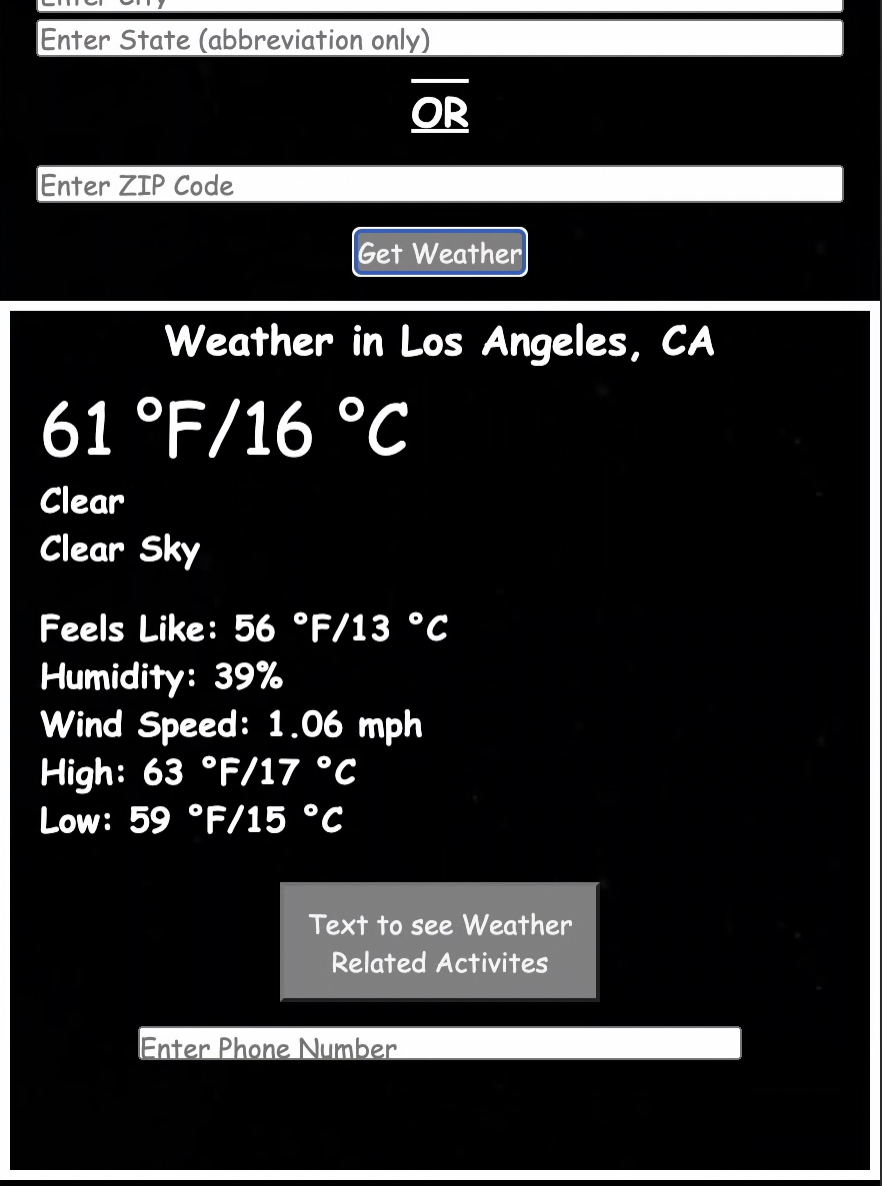 Enter City
Enter State (abbreviation only)
OR
Enter ZIP Code
Get Weather
Weather in Los Angeles, CA
61 °F/16 °C
Clear
Clear Sky
Feels Like: 56 °F/13 °C
Humidity: 39%
Wind Speed: 1.06 mph
High: 63 °F/17 °C
Low: 59 °F/15 °C
Text to see Weather
Related Activites
Enter Phone Number